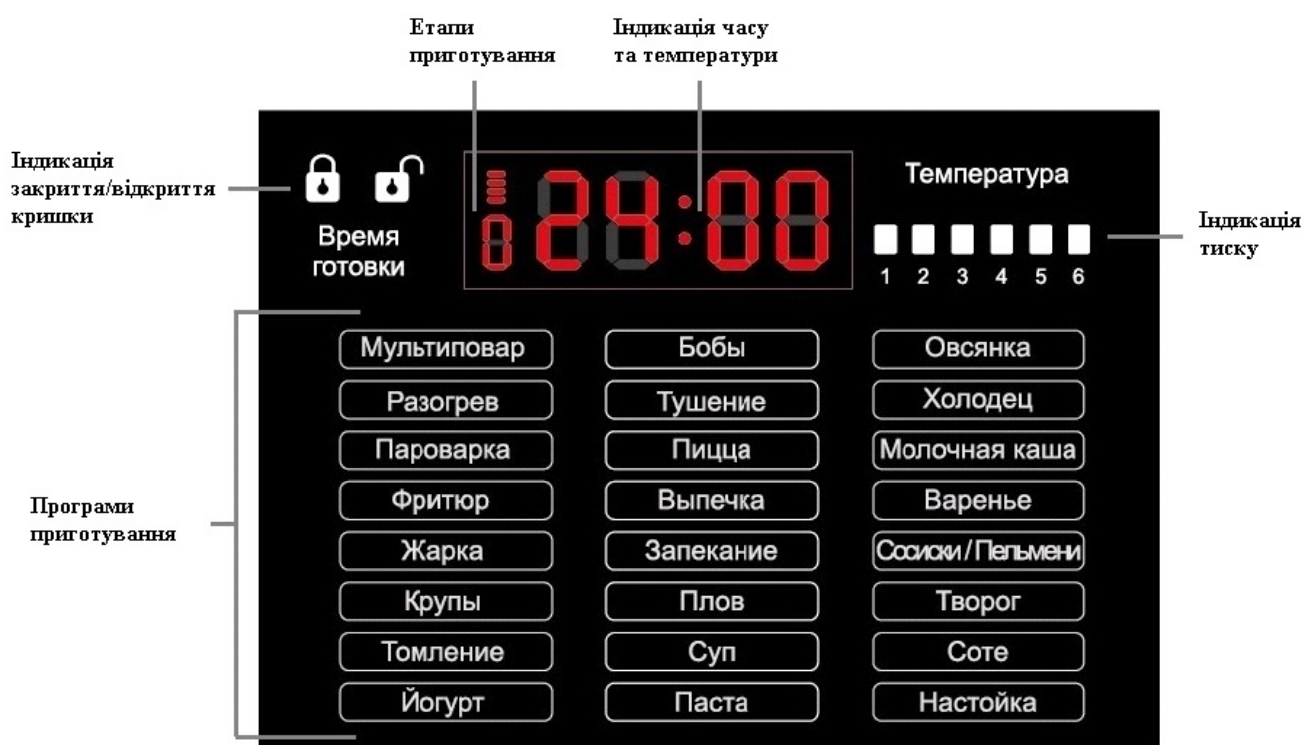 Етапи
приготування
Індикація часу
та температури
Індикація
закриття/відкриття
кришки
Время
готовки
0 24:00
Температура
1 2 3 4 5 6
Індикація
тиску
Програми
приготування
Мультиповар
Бобы
Овсянка
Разогрев
Тушение
Холодец
Пароварка
Пицца
Молочная каша
Фритюр
Выпечка
Варенье
Жарка
Запекание
Сосиски / Пельмени
Крупы
Плов
Творог
Томление
Суп
Соте
Йогурт
Паста
Настойка